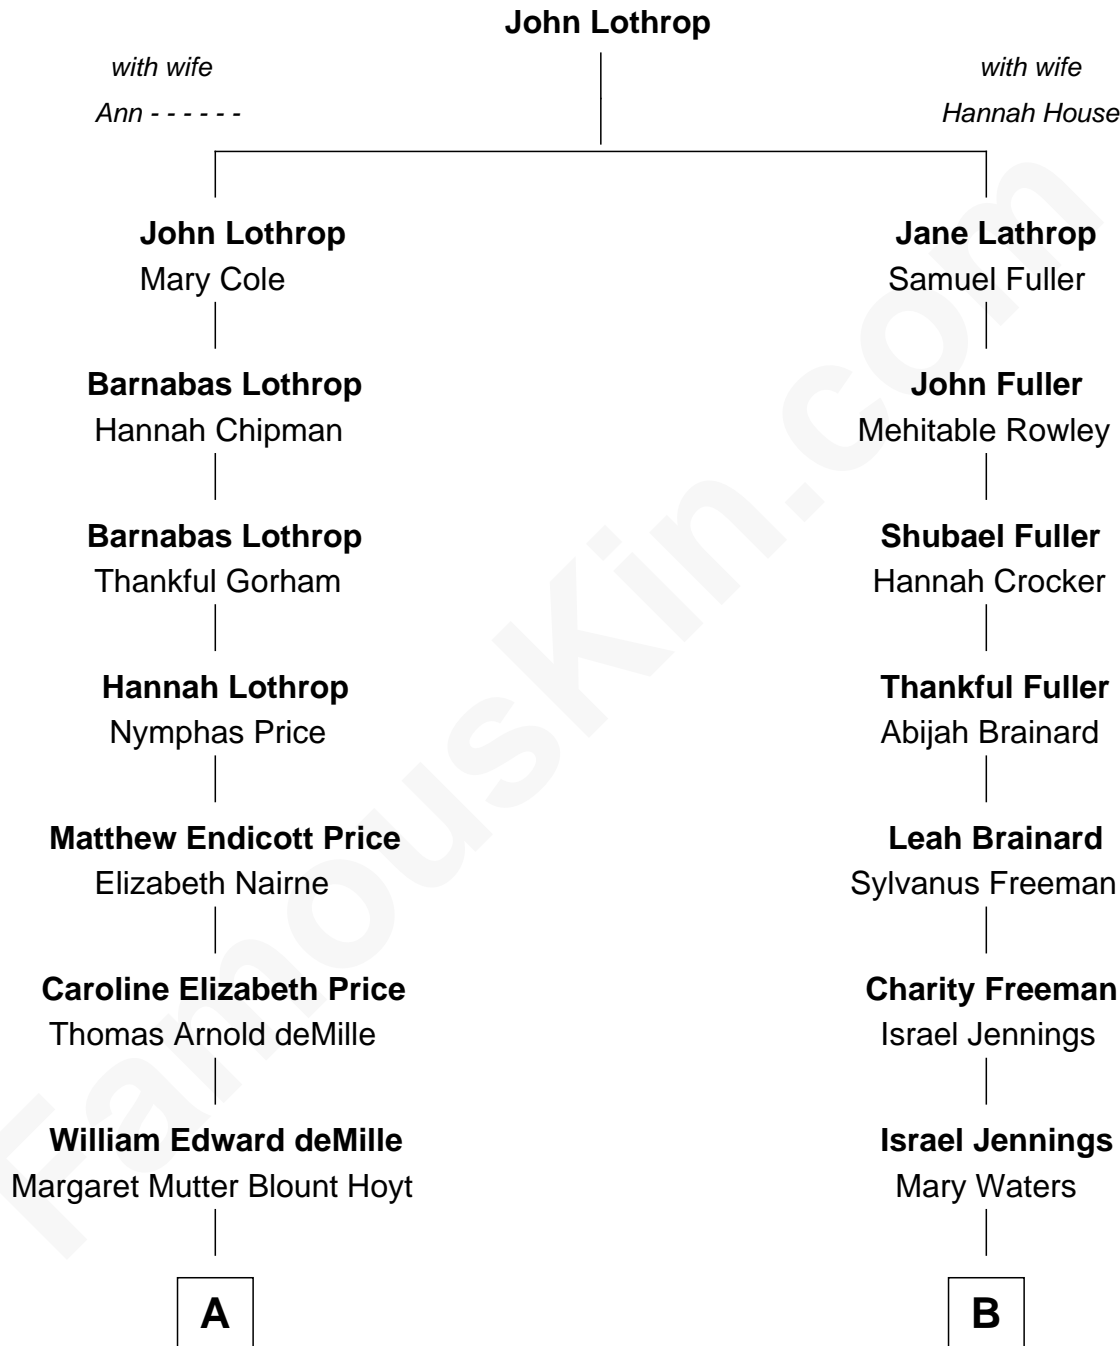 John Lothrop
with wife
Ann - - - - - -
with wife
Hannah House
John Lothrop
Mary Cole
Jane Lathrop
Samuel Fuller
Barnabas Lothrop
Hannah Chipman
John Fuller
Mehitable Rowley
Barnabas Lothrop
Thankful Gorham
Shubael Fuller
Hannah Crocker
Hannah Lothrop
Nymphas Price
Thankful Fuller
Abijah Brainard
Matthew Endicott Price
Elizabeth Nairne
Leah Brainard
Sylvanus Freeman
Caroline Elizabeth Price
Thomas Arnold deMille
Charity Freeman
Israel Jennings
William Edward deMille
Margaret Mutter Blount Hoyt
Israel Jennings
Mary Waters
A
B
FamousKin.com